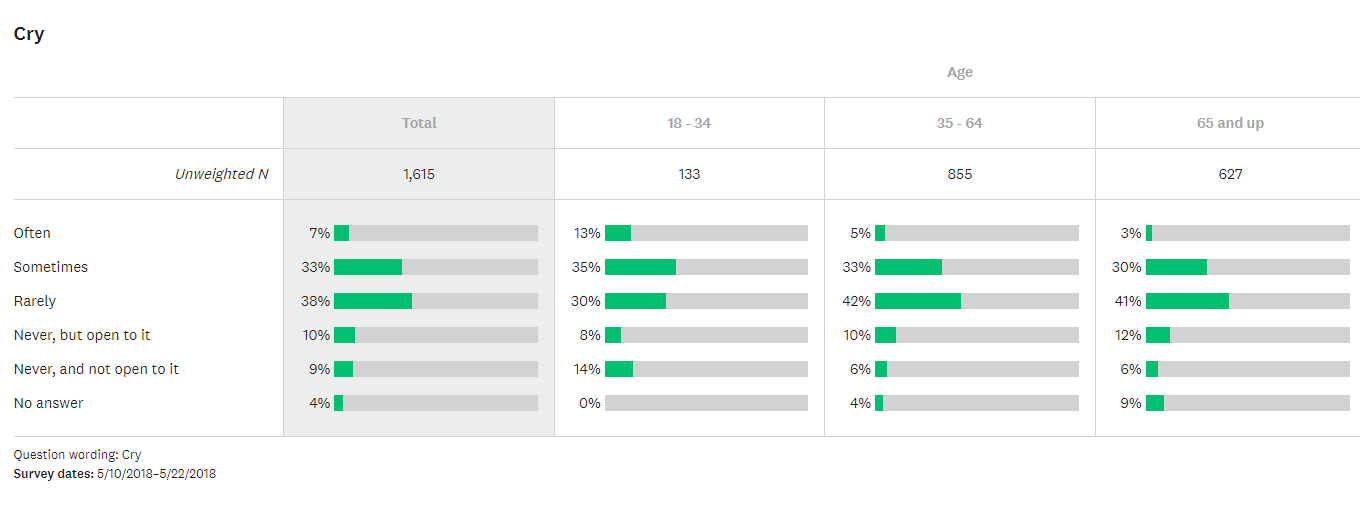 Cry
Age
Total 18 - 34 35 - 64 65 and up
Unweighted N 1,615 133 855 627
Often 7% 13% 5% 3%
Sometimes 33% 35% 33% 30%
Rarely 38% 30% 42% 41%
Never, but open to it 10% 8% 10% 12%
Never, and not open to it 9% 14% 6% 6%
No answer 4% 0% 4% 9%
Question wording: Cry
Survey dates: 5/10/2018–5/22/2018